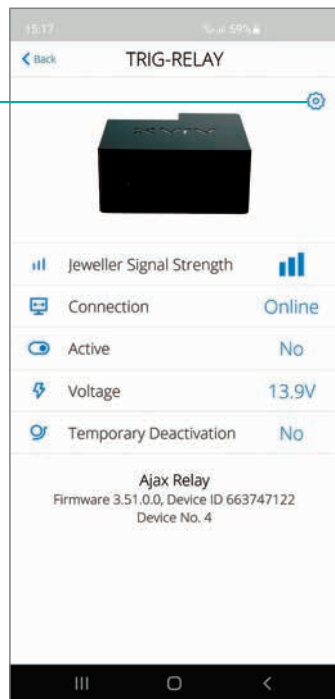 15:17 59%
Back TRIG-RELAY
AJAX
Jeweller Signal Strength
Connection Online
Active No
Voltage 13.9V
Temporary Deactivation No
Ajax Relay
Firmware 3.51.0.0, Device ID 663747122
Device No. 4